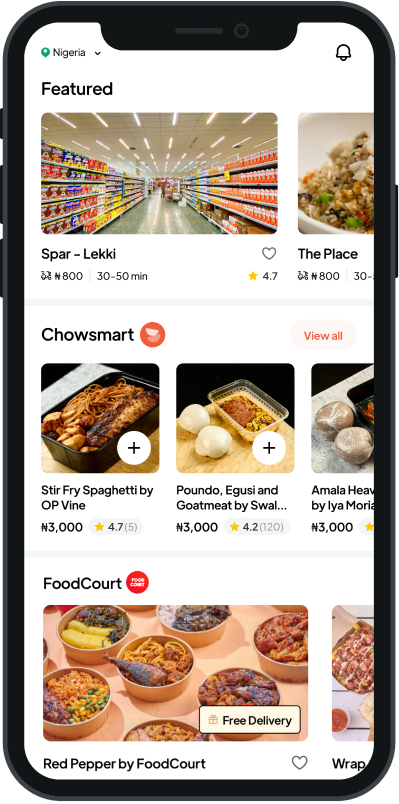 Nigeria
Featured
Spar – Lekki
₦800
30-50 min
4.7
The Place
₦800
30-5
Chowsmart
View all
Stir Fry Spaghetti by
OP Vine
₦3,000
4.7 (5)
Poundo, Egusi and
Goatmeat by Swal...
₦3,000
4.2 (120)
Amala Heav
by Iya Moria
₦3,000
FoodCourt
FOOD
COURT
Free Delivery
Red Pepper by FoodCourt
Wrap